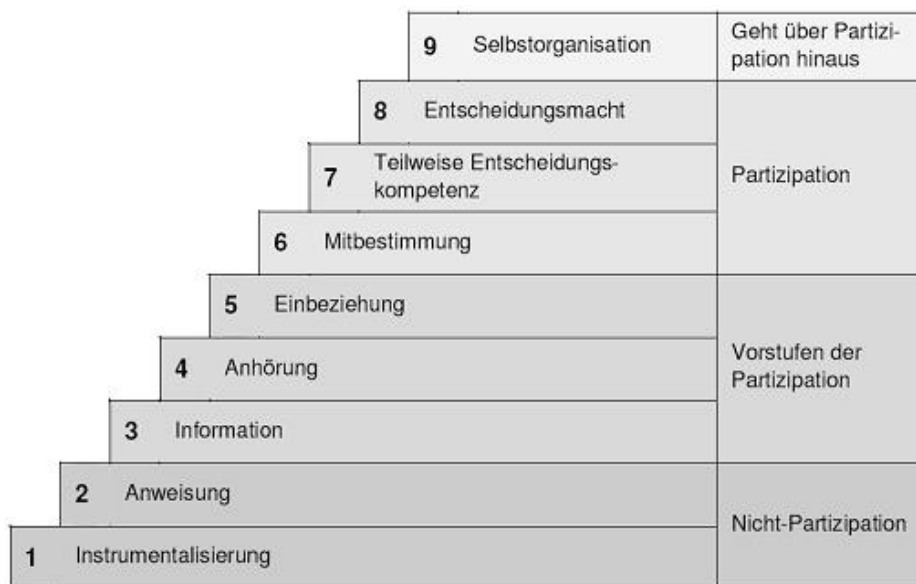 9 Selbstorganisation
Geht über Partizi-
pation hinaus
8 Entscheidungsmacht
7 Teilweise Entscheidungs-
kompetenz
Partizipation
6 Mitbestimmung
5 Einbeziehung
4 Anhörung
Vorstufen der
Partizipation
3 Information
2 Anweisung
Nicht-Partizipation
1 Instrumentalisierung